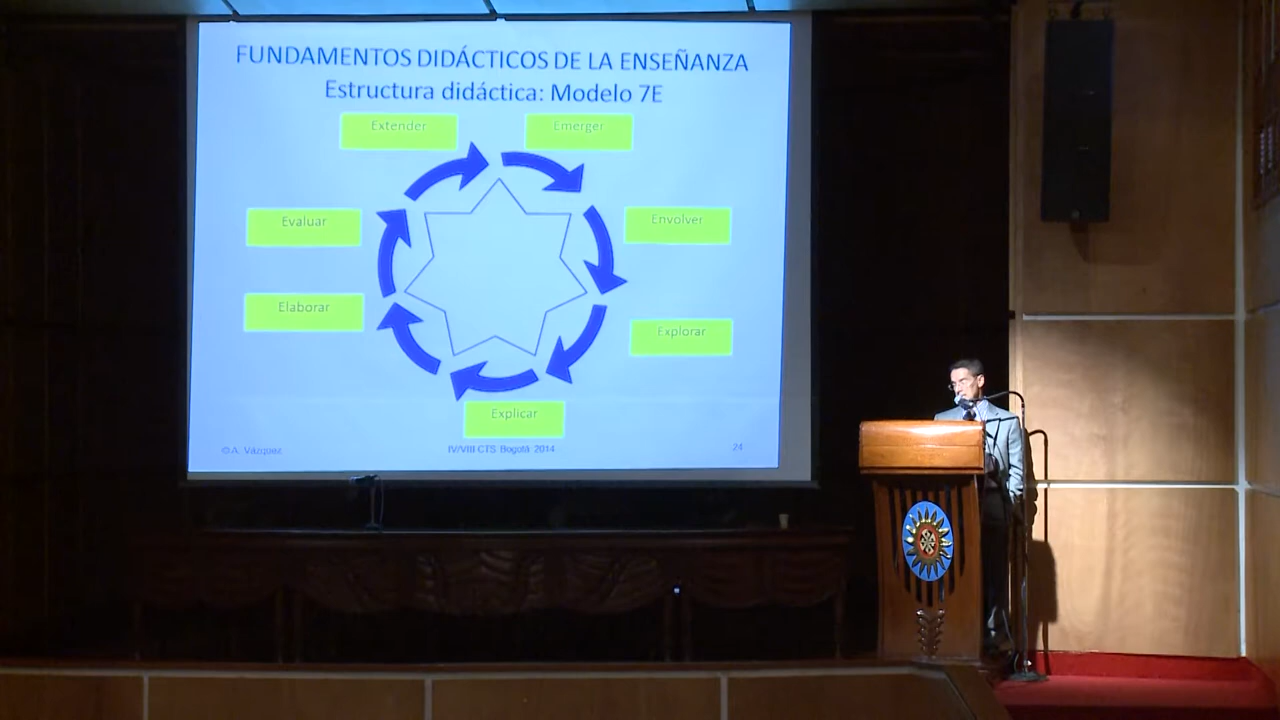 FUNDAMENTOS DIDÁCTICOS DE LA ENSEÑANZA
Estructura didáctica: Modelo 7E
Extender
Emerger
Evaluar
Envolver
Elaborar
Explorar
Explicar
©A. Vázquez
IV/VIII CTS Bogotá 2014
24